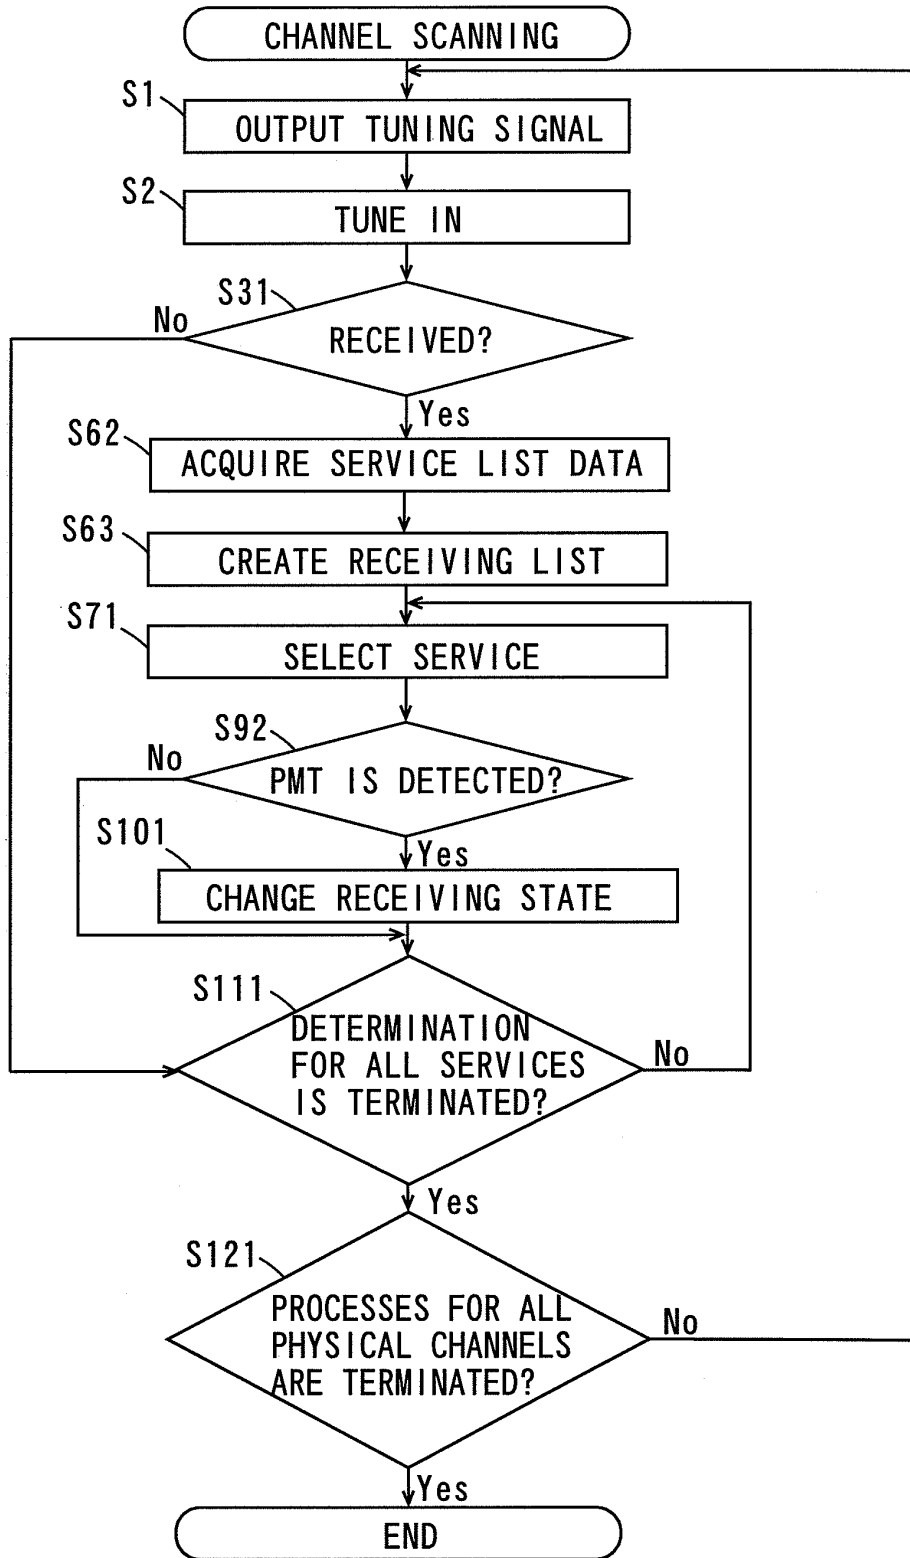 CHANNEL SCANNING
S1
OUTPUT TUNING SIGNAL
S2
TUNE IN
S31
No
RECEIVED?
Yes
S62
ACQUIRE SERVICE LIST DATA
S63
CREATE RECEIVING LIST
S71
SELECT SERVICE
S92
No
PMT IS DETECTED?
S101
Yes
CHANGE RECEIVING STATE
S111
DETERMINATION
FOR ALL SERVICES
IS TERMINATED?
No
Yes
S121
PROCESSES FOR ALL
PHYSICAL CHANNELS
ARE TERMINATED?
No
Yes
END